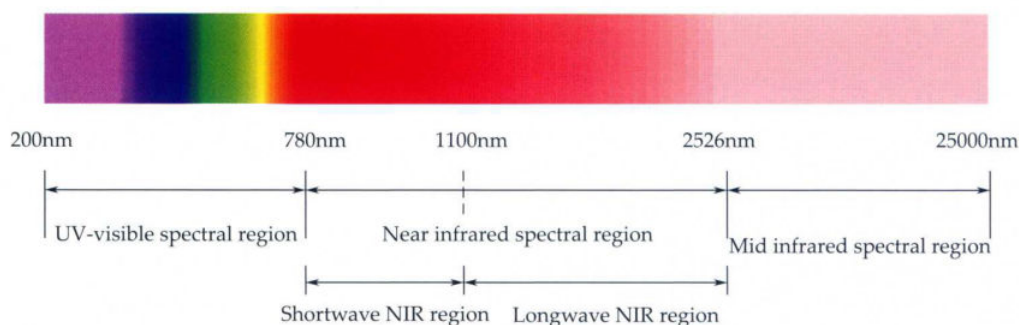 200nm 780nm 1100nm 2526nm 25000nm
UV-visible spectral region Near infrared spectral region Mid infrared spectral region
Shortwave NIR region Longwave NIR region